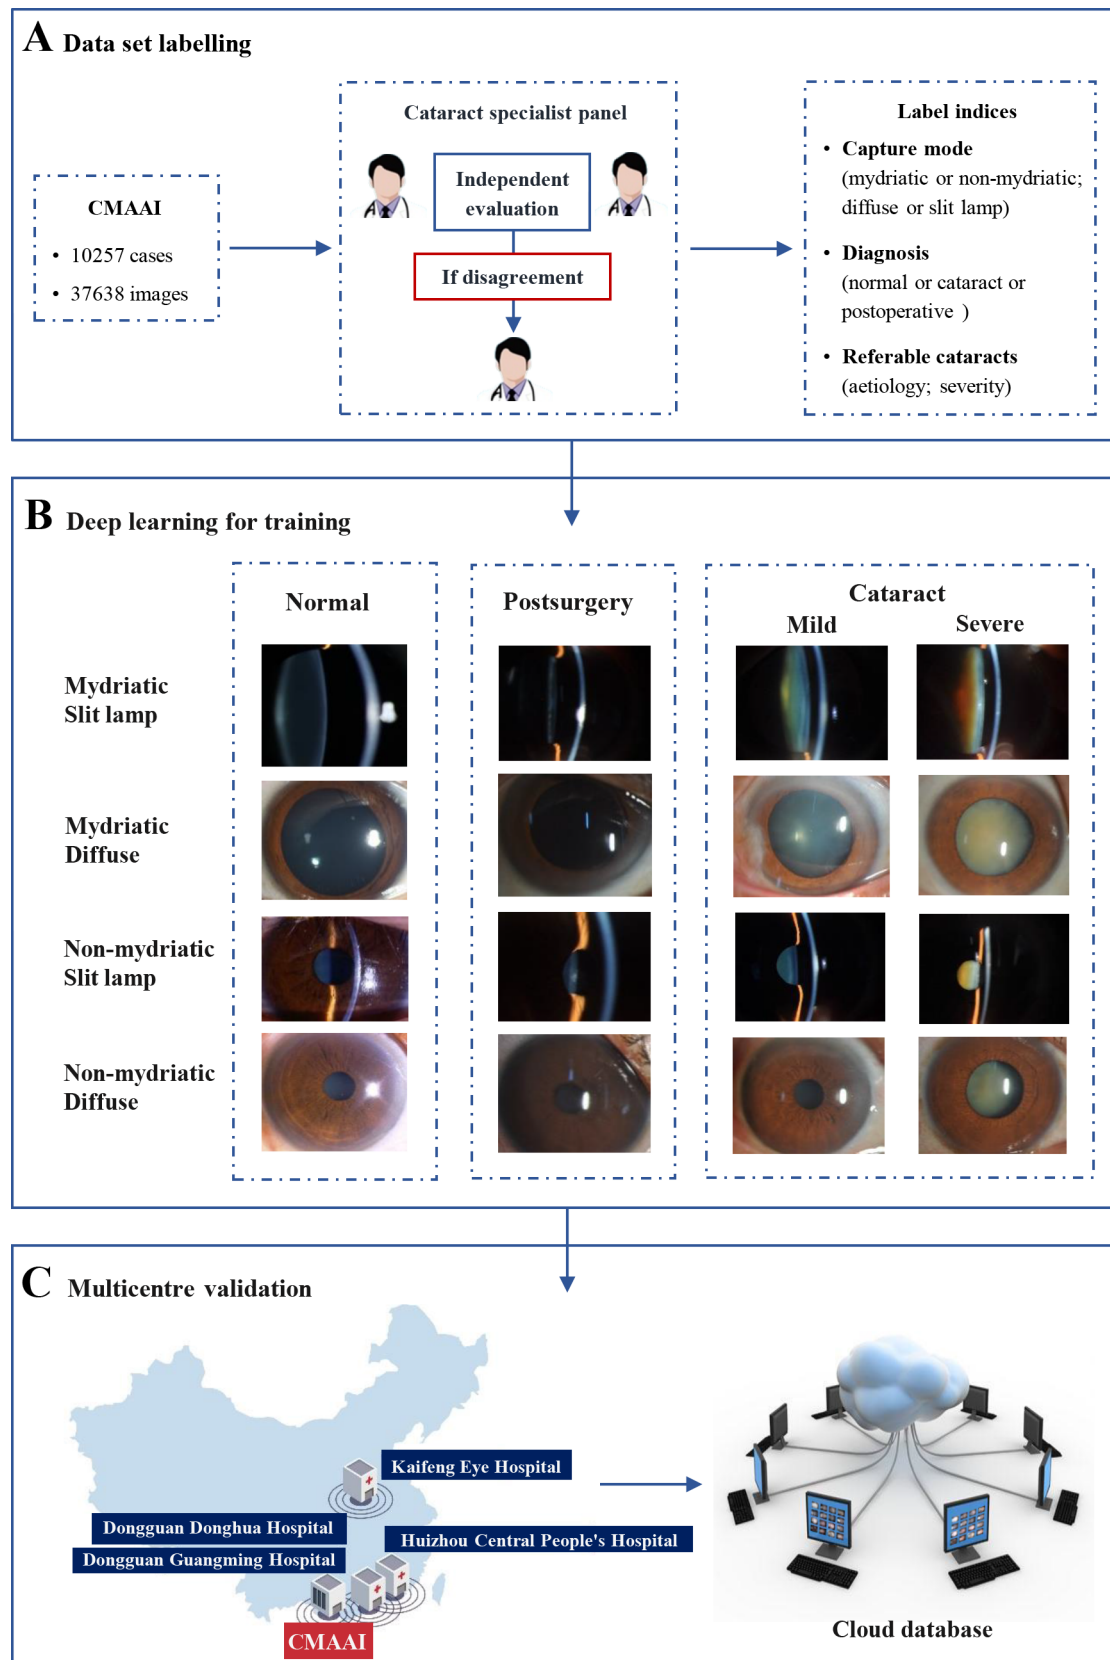 A Data set labelling
CMAAI
• 10257 cases
• 37638 images
Cataract specialist panel
Independent
evaluation
If disagreement
Label indices
• Capture mode
(mydriatic or non-mydriatic;
diffuse or slit lamp)
• Diagnosis
(normal or cataract or
postoperative )
• Referable cataracts
(aetiology; severity)
B Deep learning for training
Normal
Postsurgery
Cataract
Mild
Severe
Mydriatic
Slit lamp
Mydriatic
Diffuse
Non-mydriatic
Slit lamp
Non-mydriatic
Diffuse
C Multicentre validation
Kaifeng Eye Hospital
Dongguan Donghua Hospital
Dongguan Guangming Hospital
Huizhou Central People's Hospital
CMAAI
Cloud database